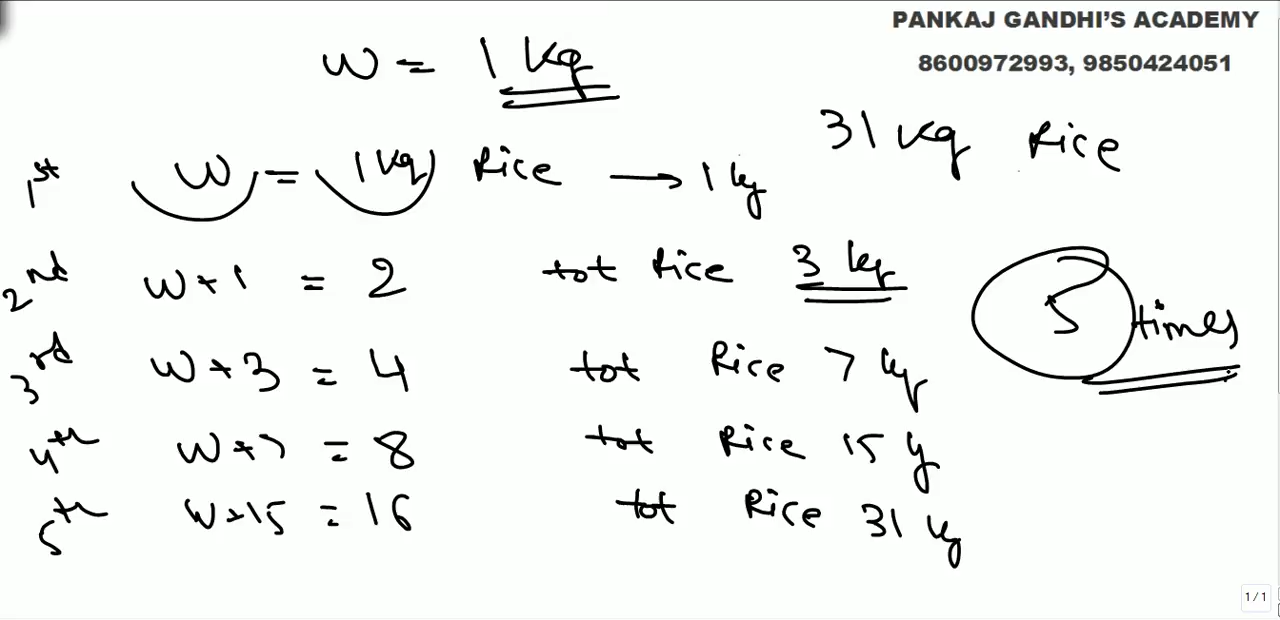 PANKAJ GANDHI'S ACADEMY
8600972993, 9850424051
W = 1 Kg
31 Kg Rice
1st W = 1 Kg Rice → 1 kg
2nd W + 1 = 2 tot Rice 3 kg
3rd W + 3 = 4 tot Rice 7 kg
5 times
4th W + 7 = 8 tot Rice 15 kg
5th W + 15 = 16 tot Rice 31 kg
1 / 1